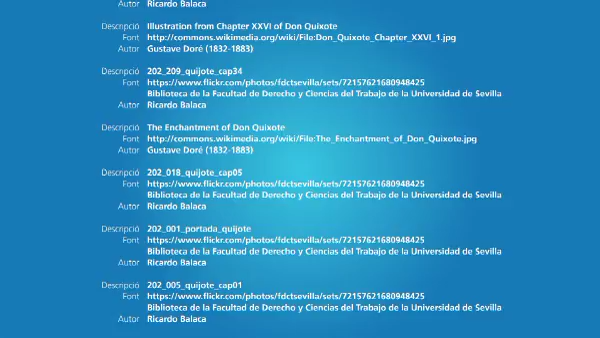 Autor Ricardo Balaca
Descripció Illustration from Chapter XXVI of Don Quixote
Font http://commons.wikimedia.org/wiki/File:Don_Quixote_Chapter_XXVI_1.jpg
Autor Gustave Doré (1832-1883)
Descripció 202_209_quijote_cap34
Font https://www.flickr.com/photos/fdctsevilla/sets/72157621680948425
Biblioteca de la Facultad de Derecho y Ciencias del Trabajo de la Universidad de Sevilla
Autor Ricardo Balaca
Descripció The Enchantment of Don Quixote
Font http://commons.wikimedia.org/wiki/File:The_Enchantment_of_Don_Quixote.jpg
Autor Gustave Doré (1832-1883)
Descripció 202_018_quijote_cap05
Font https://www.flickr.com/photos/fdctsevilla/sets/72157621680948425
Biblioteca de la Facultad de Derecho y Ciencias del Trabajo de la Universidad de Sevilla
Autor Ricardo Balaca
Descripció 202_001_portada_quijote
Font https://www.flickr.com/photos/fdctsevilla/sets/72157621680948425
Biblioteca de la Facultad de Derecho y Ciencias del Trabajo de la Universidad de Sevilla
Autor Ricardo Balaca
Descripció 202_005_quijote_cap01
Font https://www.flickr.com/photos/fdctsevilla/sets/72157621680948425
Biblioteca de la Facultad de Derecho y Ciencias del Trabajo de la Universidad de Sevilla
Autor Ricardo Balaca